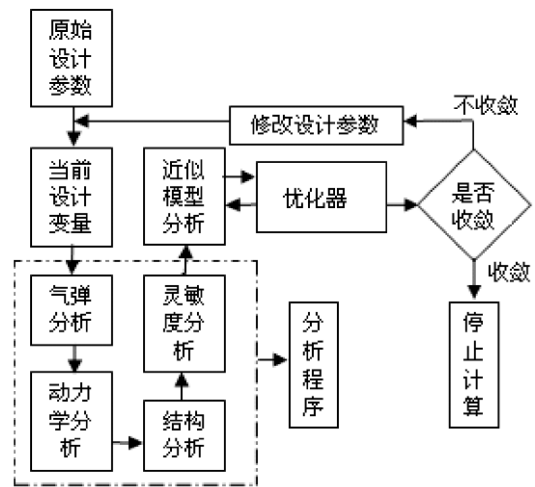 原始
设计
参数
不收敛
修改设计参数
当前
设计
变量
近似
模型
分析
优化器
是否
收敛
收敛
气弹
分析
灵敏
度分
析
分
析
程
序
停
止
计
算
动力
学分
析
结构
分析